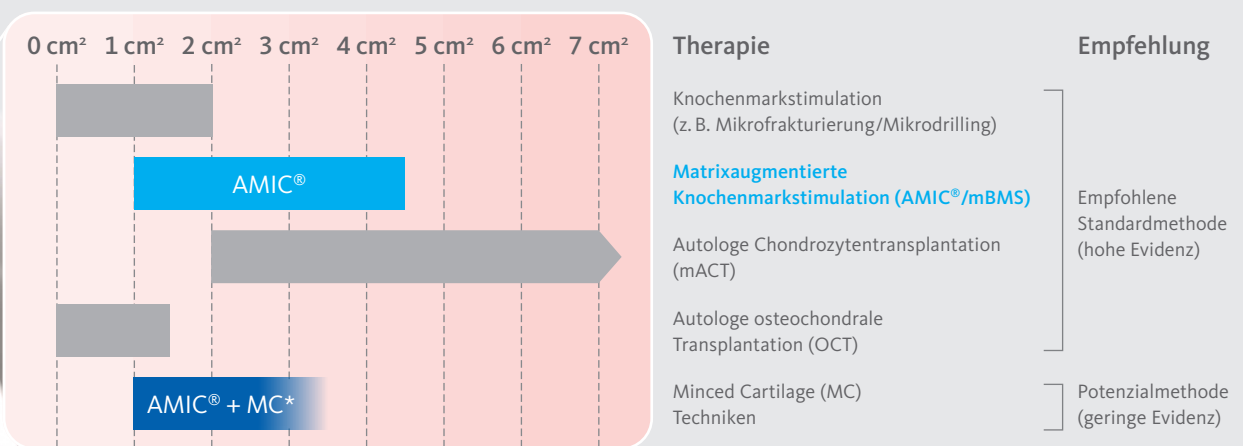 0 cm² 1 cm² 2 cm² 3 cm² 4 cm² 5 cm² 6 cm² 7 cm²
Therapie
Empfehlung
Knochenmarkstimulation
(z. B. Mikrofrakturierung/Mikrodrilling)
AMIC®
Matrixaugmentierte
Knochenmarkstimulation (AMIC®/mBMS)
Autologe Chondrozytentransplantation
(mACT)
Autologe osteochondrale
Transplantation (OCT)
Empfohlene
Standardmethode
(hohe Evidenz)
AMIC® + MC*
Minced Cartilage (MC)
Techniken
Potenzialmethode
(geringe Evidenz)